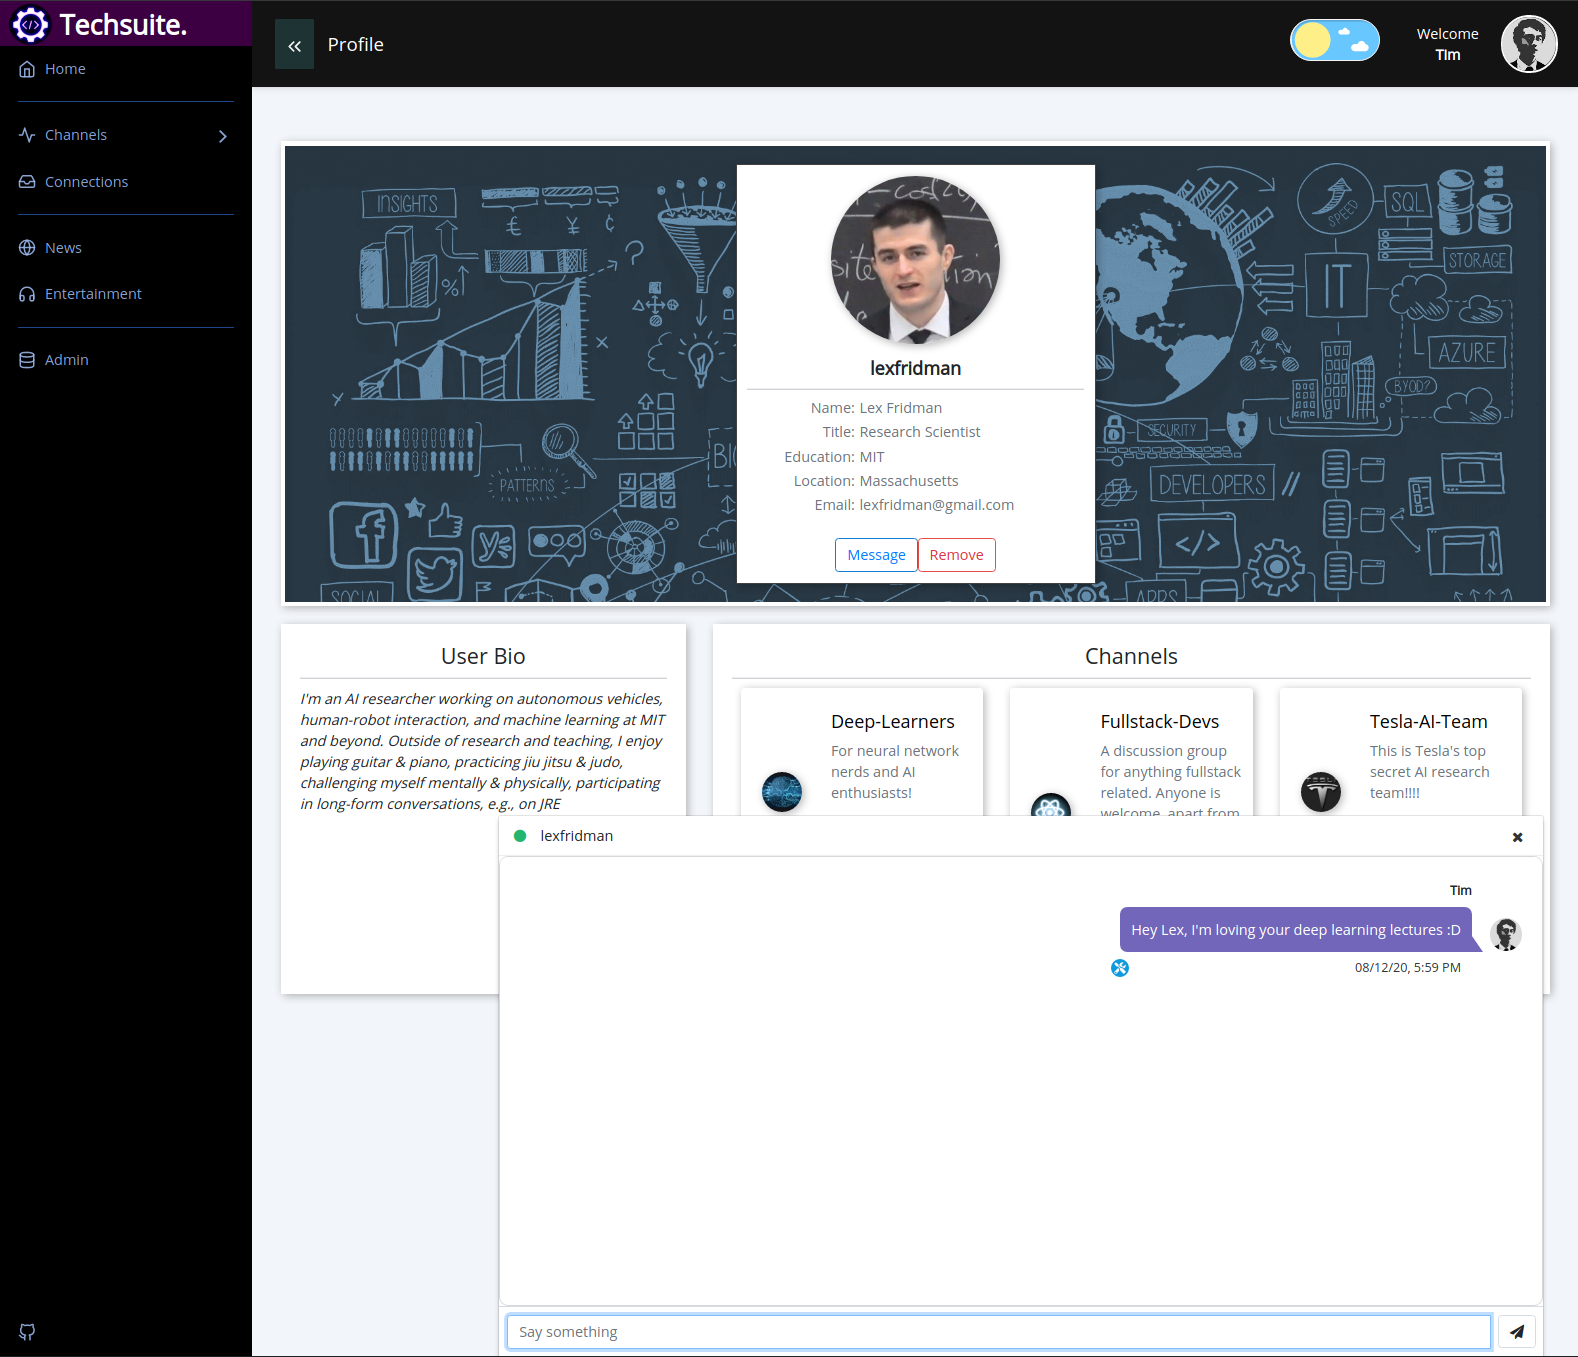 Techsuite.
Home
Channels
Connections
News
Entertainment
Admin
Profile
Welcome
Tim
INSIGHTS
PATTERNS
SOCIAL
SPEED
SQL
STORAGE
IT
AZURE
BYOD?
SECURITY
DEVELOPERS //
</>
APPS
lexfridman
Name: Lex Fridman
Title: Research Scientist
Education: MIT
Location: Massachusetts
Email: lexfridman@gmail.com
Message
Remove
User Bio
I'm an AI researcher working on autonomous vehicles,
human-robot interaction, and machine learning at MIT
and beyond. Outside of research and teaching, I enjoy
playing guitar & piano, practicing jiu jitsu & judo,
challenging myself mentally & physically, participating
in long-form conversations, e.g., on JRE
Channels
Deep-Learners
For neural network
nerds and AI
enthusiasts!
Fullstack-Devs
A discussion group
for anything fullstack
related. Anyone is
welcome, apart from
Tesla-AI-Team
This is Tesla's top
secret AI research
team!!!!
lexfridman
Tim
Hey Lex, I'm loving your deep learning lectures :D
08/12/20, 5:59 PM
Say something